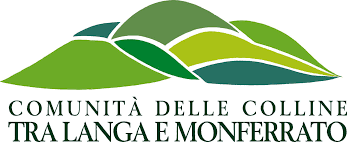 COMUNITÀ DELLE COLLINE
TRA LANGA E MONFERRATO